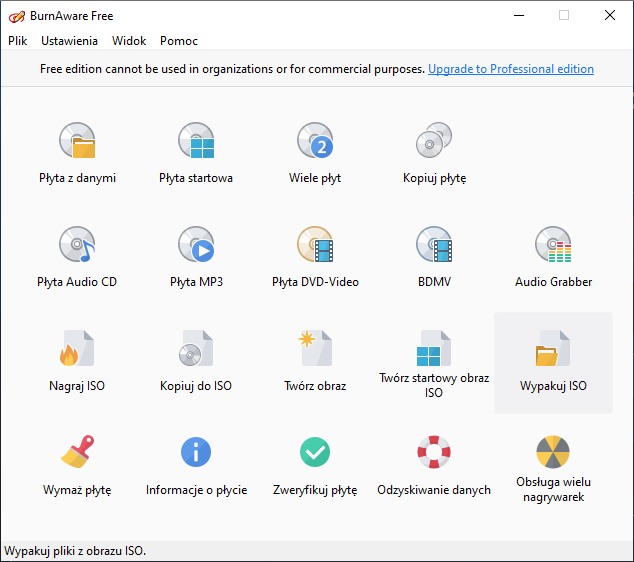 BurnAware Free
Plik Ustawienia Widok Pomoc
Free edition cannot be used in organizations or for commercial purposes. Upgrade to Professional edition
2
Płyta z danymi
Płyta startowa
Wiele płyt
Kopiuj płytę
Płyta Audio CD
Płyta MP3
Płyta DVD-Video
BDMV
Audio Grabber
Nagraj ISO
Kopiuj do ISO
Twórz obraz
Twórz startowy obraz
ISO
Wypakuj ISO
Wymaż płytę
Informacje o płycie
Zweryfikuj płytę
Odzyskiwanie danych
Obsługa wielu
nagrywarek
Wypakuj pliki z obrazu ISO.